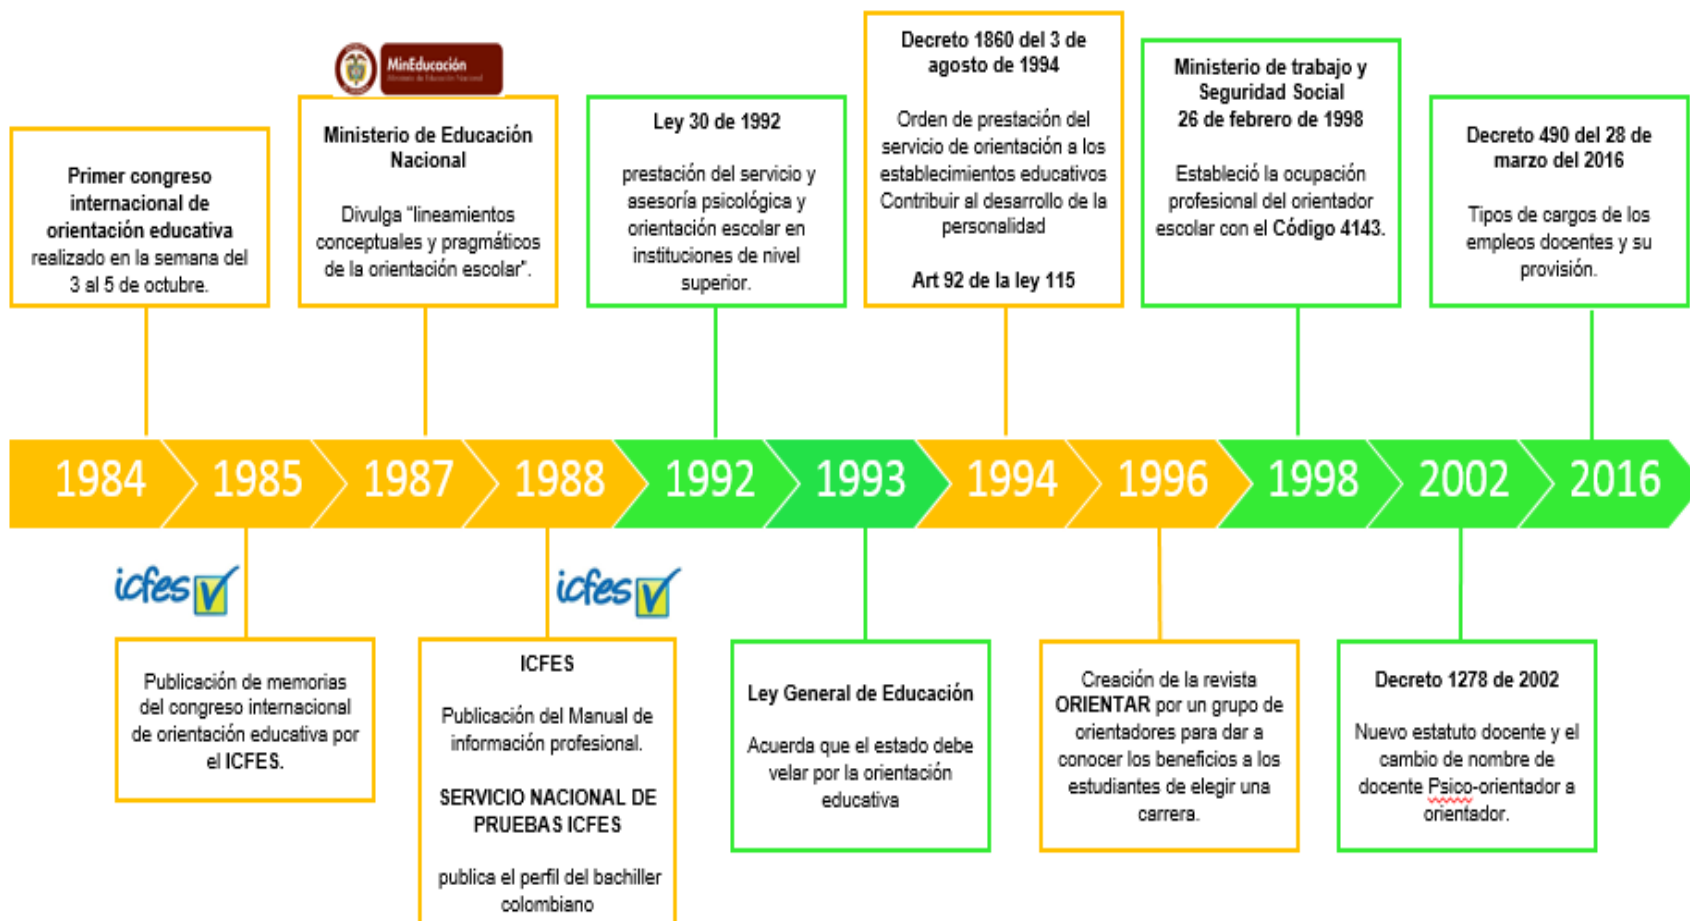 MinEducación
Ministerio de Educación Nacional
Primer congreso
internacional de
orientación educativa
realizado en la semana del
3 al 5 de octubre.
Ministerio de Educación
Nacional
Divulga “lineamientos
conceptuales y pragmáticos
de la orientación escolar”.
Ley 30 de 1992
prestación del servicio y
asesoría psicológica y
orientación escolar en
instituciones de nivel
superior.
Decreto 1860 del 3 de
agosto de 1994
Orden de prestación del
servicio de orientación a los
establecimientos educativos
Contribuir al desarrollo de la
personalidad
Art 92 de la ley 115
Ministerio de trabajo y
Seguridad Social
26 de febrero de 1998
Estableció la ocupación
profesional del orientador
escolar con el Código 4143.
Decreto 490 del 28 de
marzo del 2016
Tipos de cargos de los
empleos docentes y su
provisión.
1984
1985
1987
1988
1992
1993
1994
1996
1998
2002
2016
icfes
Publicación de memorias
del congreso internacional
de orientación educativa por
el ICFES.
icfes
ICFES
Publicación del Manual de
información profesional.
SERVICIO NACIONAL DE
PRUEBAS ICFES
publica el perfil del bachiller
colombiano
Ley General de Educación
Acuerda que el estado debe
velar por la orientación
educativa
Creación de la revista
ORIENTAR por un grupo de
orientadores para dar a
conocer los beneficios a los
estudiantes de elegir una
carrera.
Decreto 1278 de 2002
Nuevo estatuto docente y el
cambio de nombre de
docente Psico-orientador a
orientador.